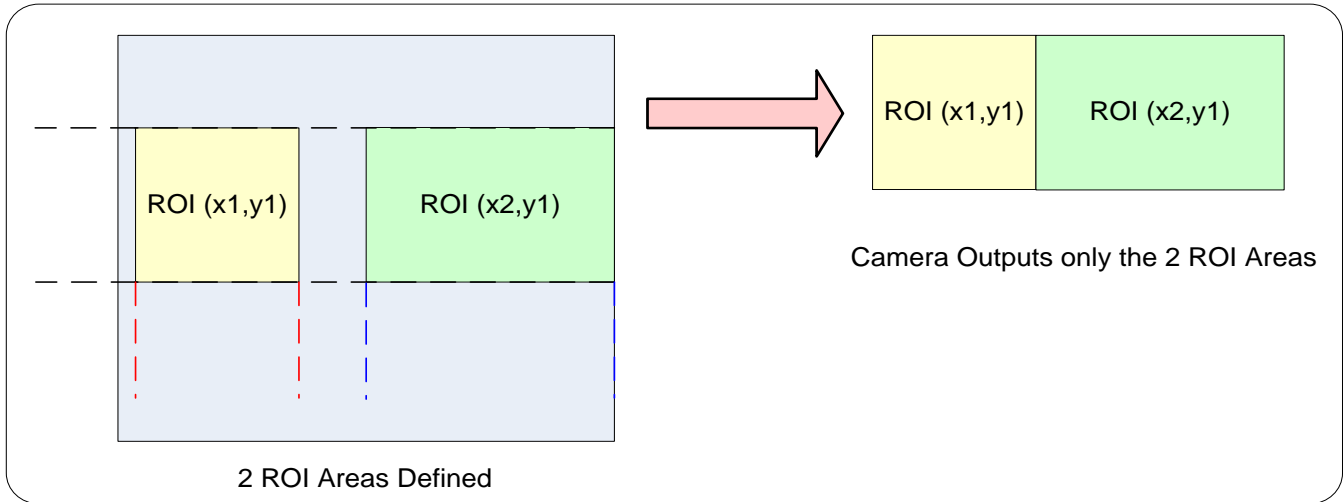 ROI (x1,y1)
ROI (x2,y1)
2 ROI Areas Defined
ROI (x1,y1)
ROI (x2,y1)
Camera Outputs only the 2 ROI Areas